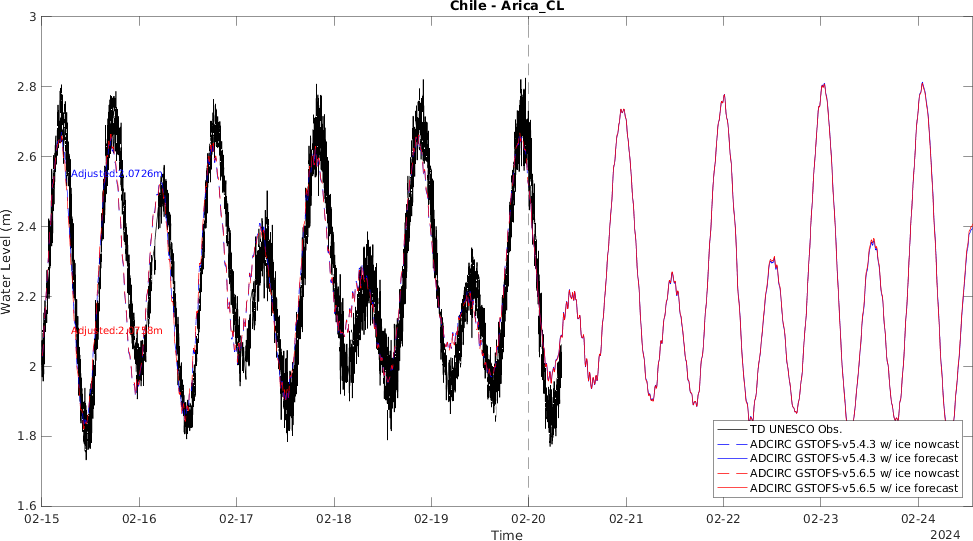 Chile - Arica_CL
3
2.8
2.6
2.4
2.2
2
1.8
1.6
Water Level (m)
Adjusted:2.0726m
TD UNESCO Obs.
ADCIRC GSTOFS-v5.4.3 w/ ice nowcast
ADCIRC GSTOFS-v5.4.3 w/ ice forecast
ADCIRC GSTOFS-v5.6.5 w/ ice nowcast
ADCIRC GSTOFS-v5.6.5 w/ ice forecast
02-15
02-16
02-17
02-18
02-19
02-20
02-21
02-22
02-23
02-24
Time
2024